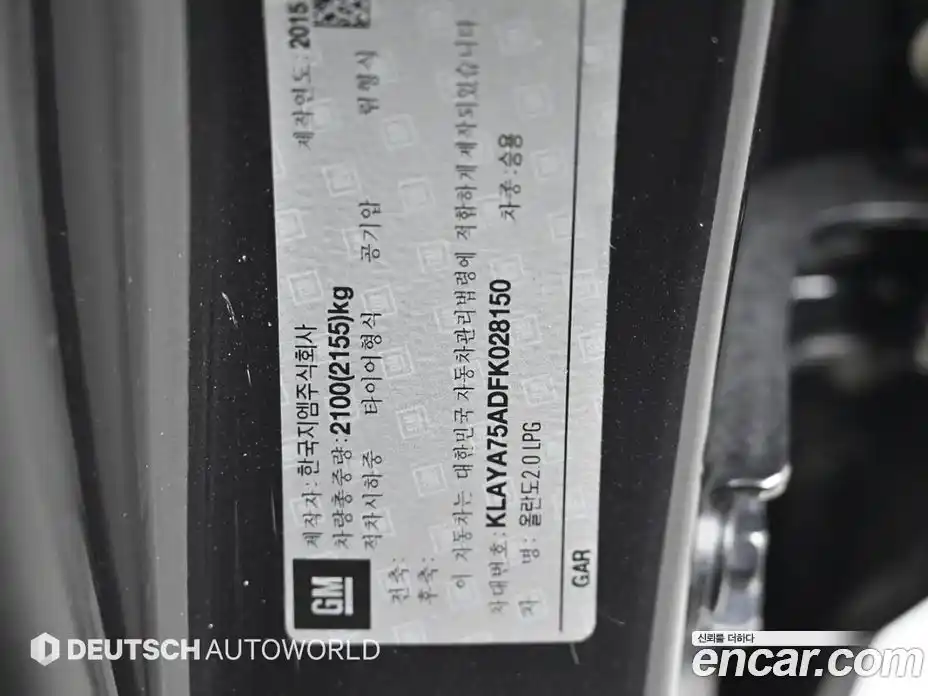 GM
제작자 : 한국지엠주식회사 제작연도 : 2015
차량총중량 : 2100(2155)kg
적차시하중 타이어형식 공기압 림형식
전축 :
후축 :
이 자동차는 대한민국 자동차관리법령에 적합하게 제작되었습니다
차대번호 : KLAYA75ADFK028150 차종 : 승용
차 명 : 올란도2.0 LPG
GAR
DEUTSCH AUTOWORLD
신뢰를 더하다
encar.com